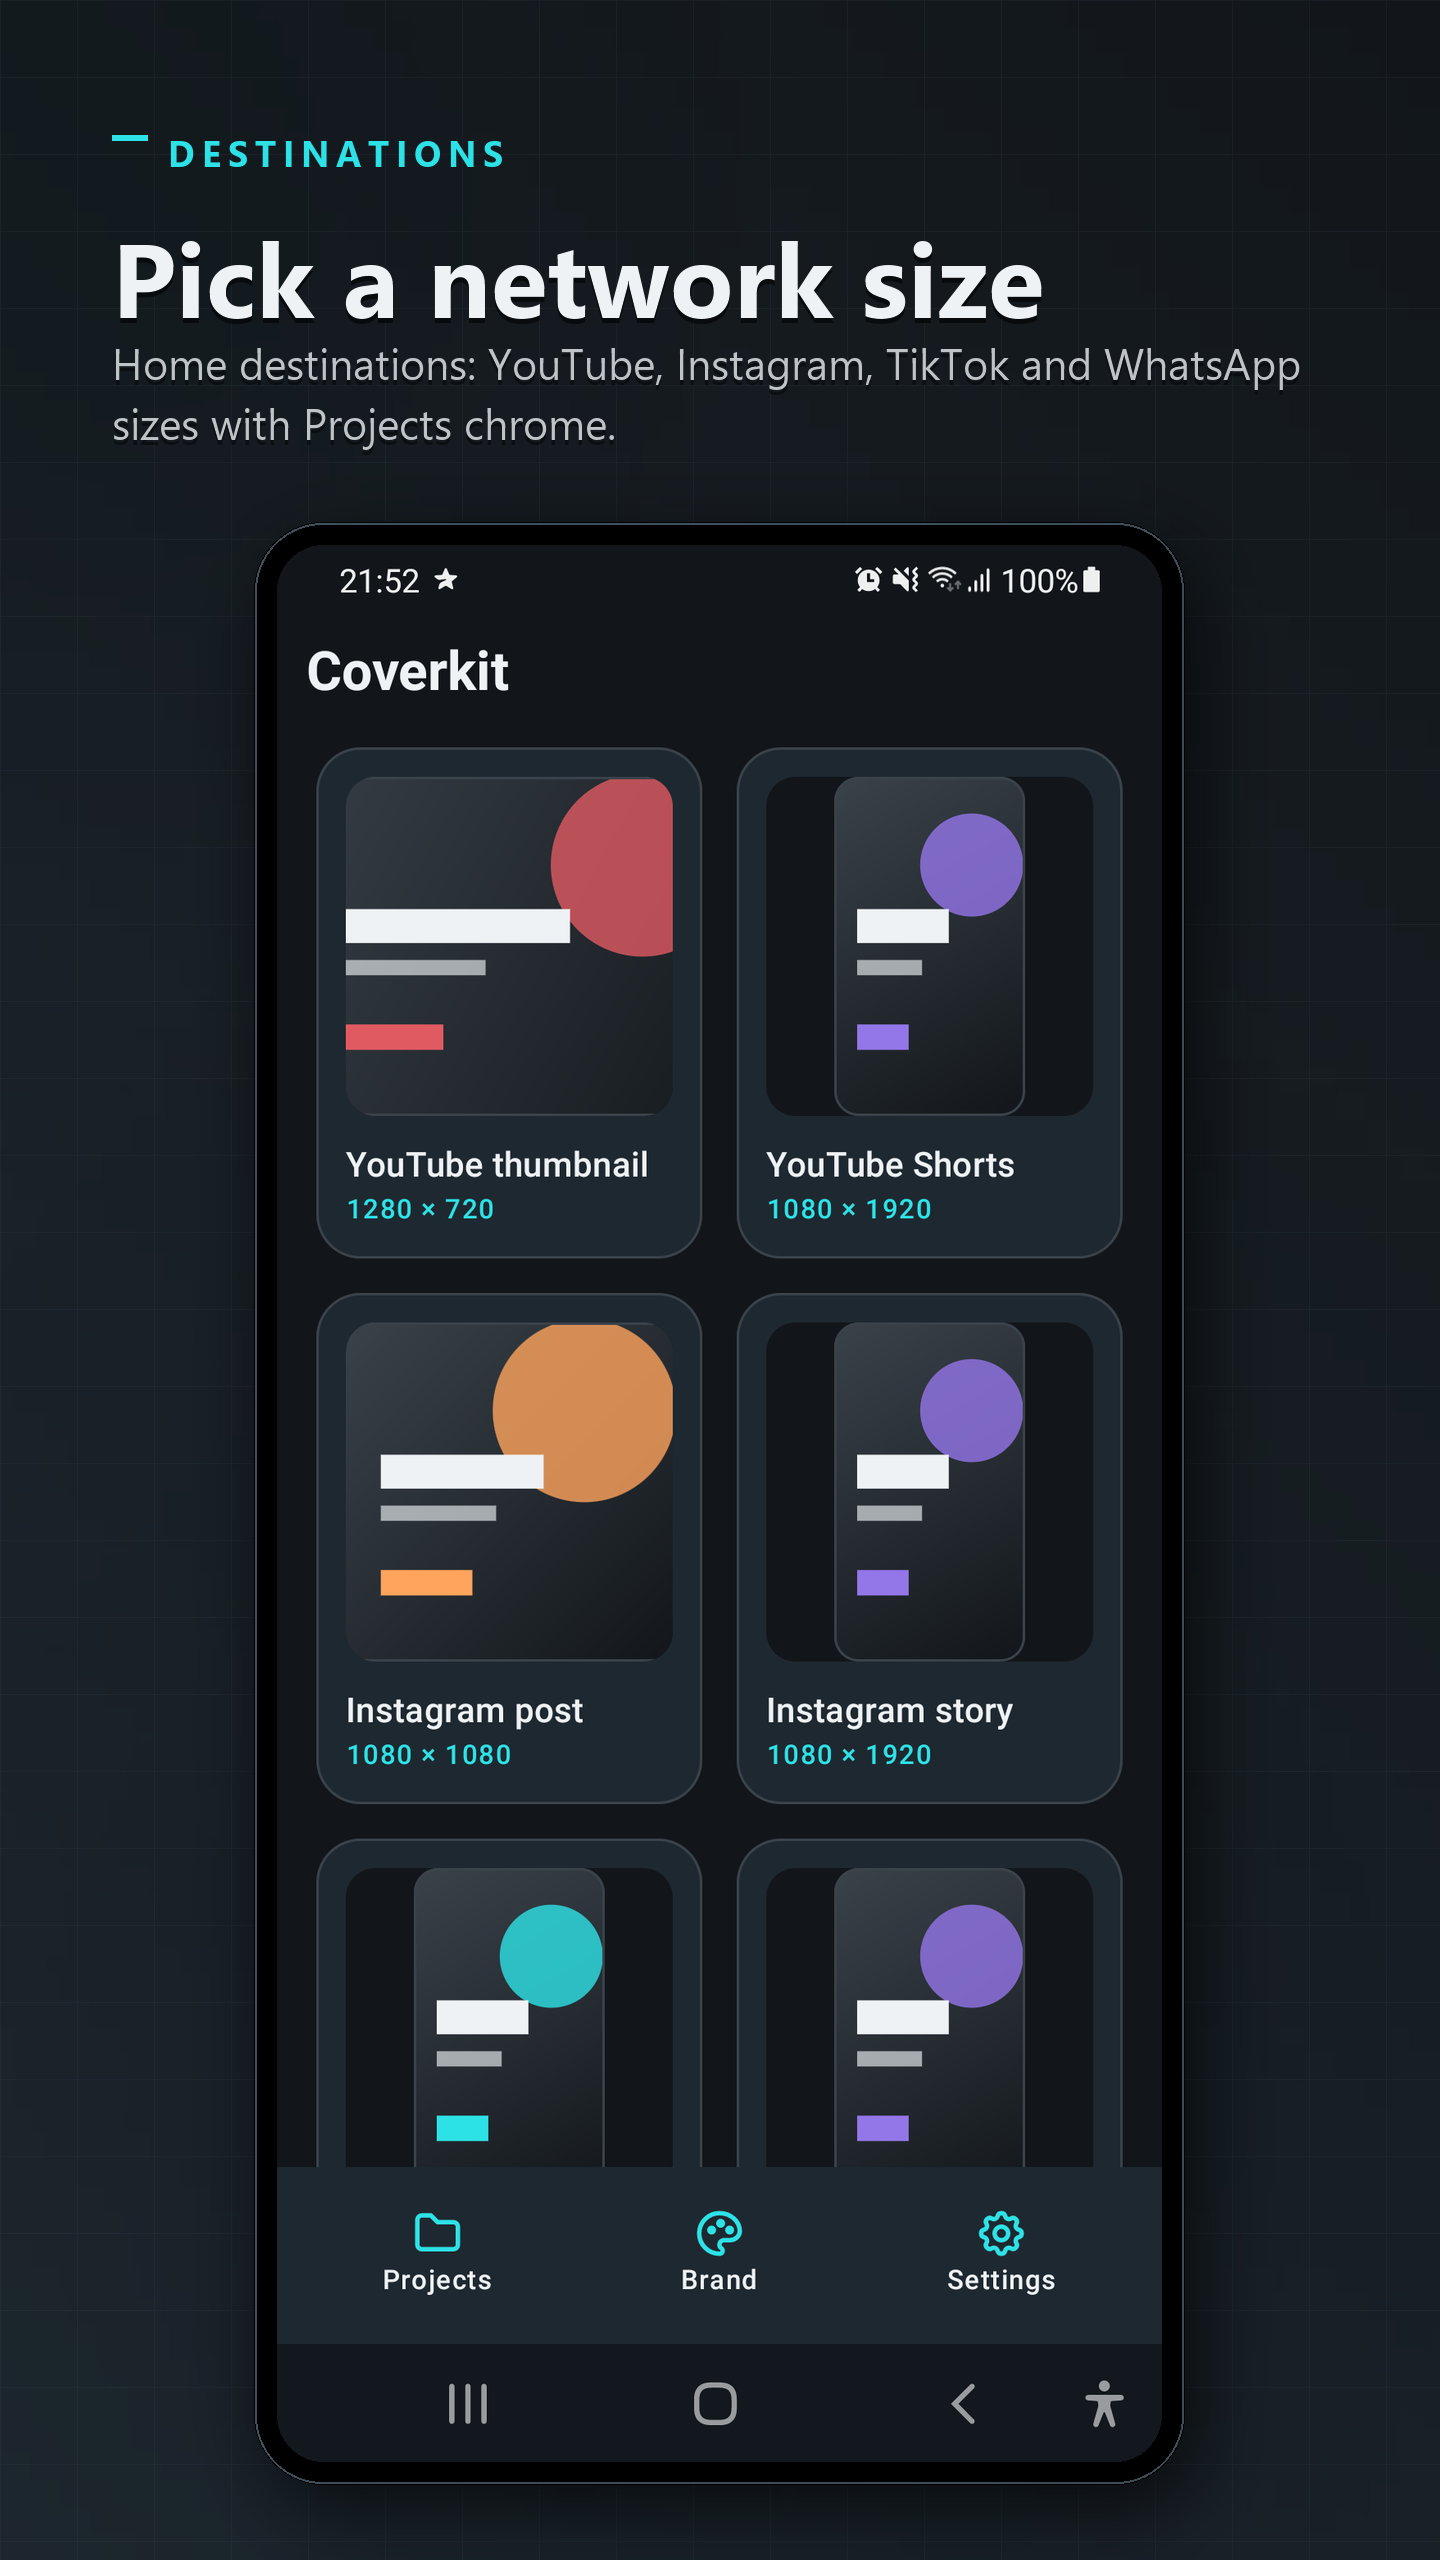 DESTINATIONS
Pick a network size
Home destinations: YouTube, Instagram, TikTok and WhatsApp
sizes with Projects chrome.
21:52 100%
Coverkit
YouTube thumbnail
1280 × 720
YouTube Shorts
1080 × 1920
Instagram post
1080 × 1080
Instagram story
1080 × 1920
Projects
Brand
Settings